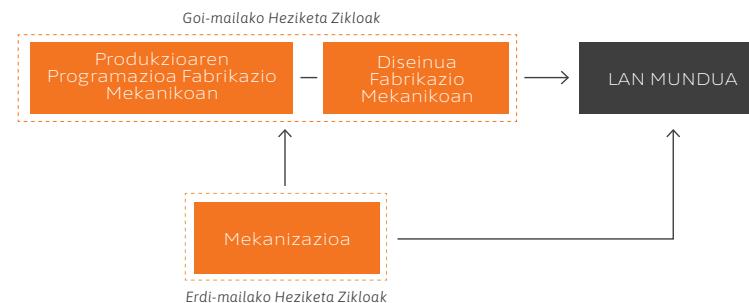 Goi-mailako Heziketa Zikloak
Produkzioaren
Programazioa Fabrikazio
Mekanikoan
Diseinua
Fabrikazio
Mekanikoan
LAN MUNDUA
Mekanizazioa
Erdi-mailako Heziketa Zikloak